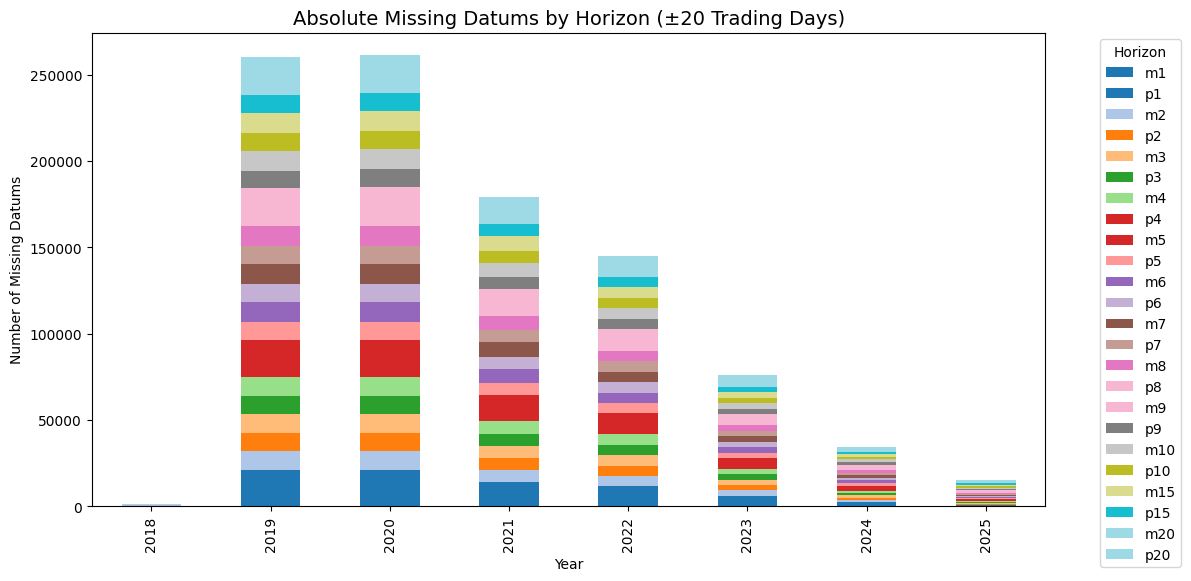 Absolute Missing Datums by Horizon (±20 Trading Days)
Number of Missing Datums
250000
200000
150000
100000
50000
0
2018
2019
2020
2021
2022
2023
2024
2025
Year
Horizon
m1
p1
m2
p2
m3
p3
m4
p4
m5
p5
m6
p6
m7
p7
m8
p8
m9
p9
m10
p10
m15
p15
m20
p20